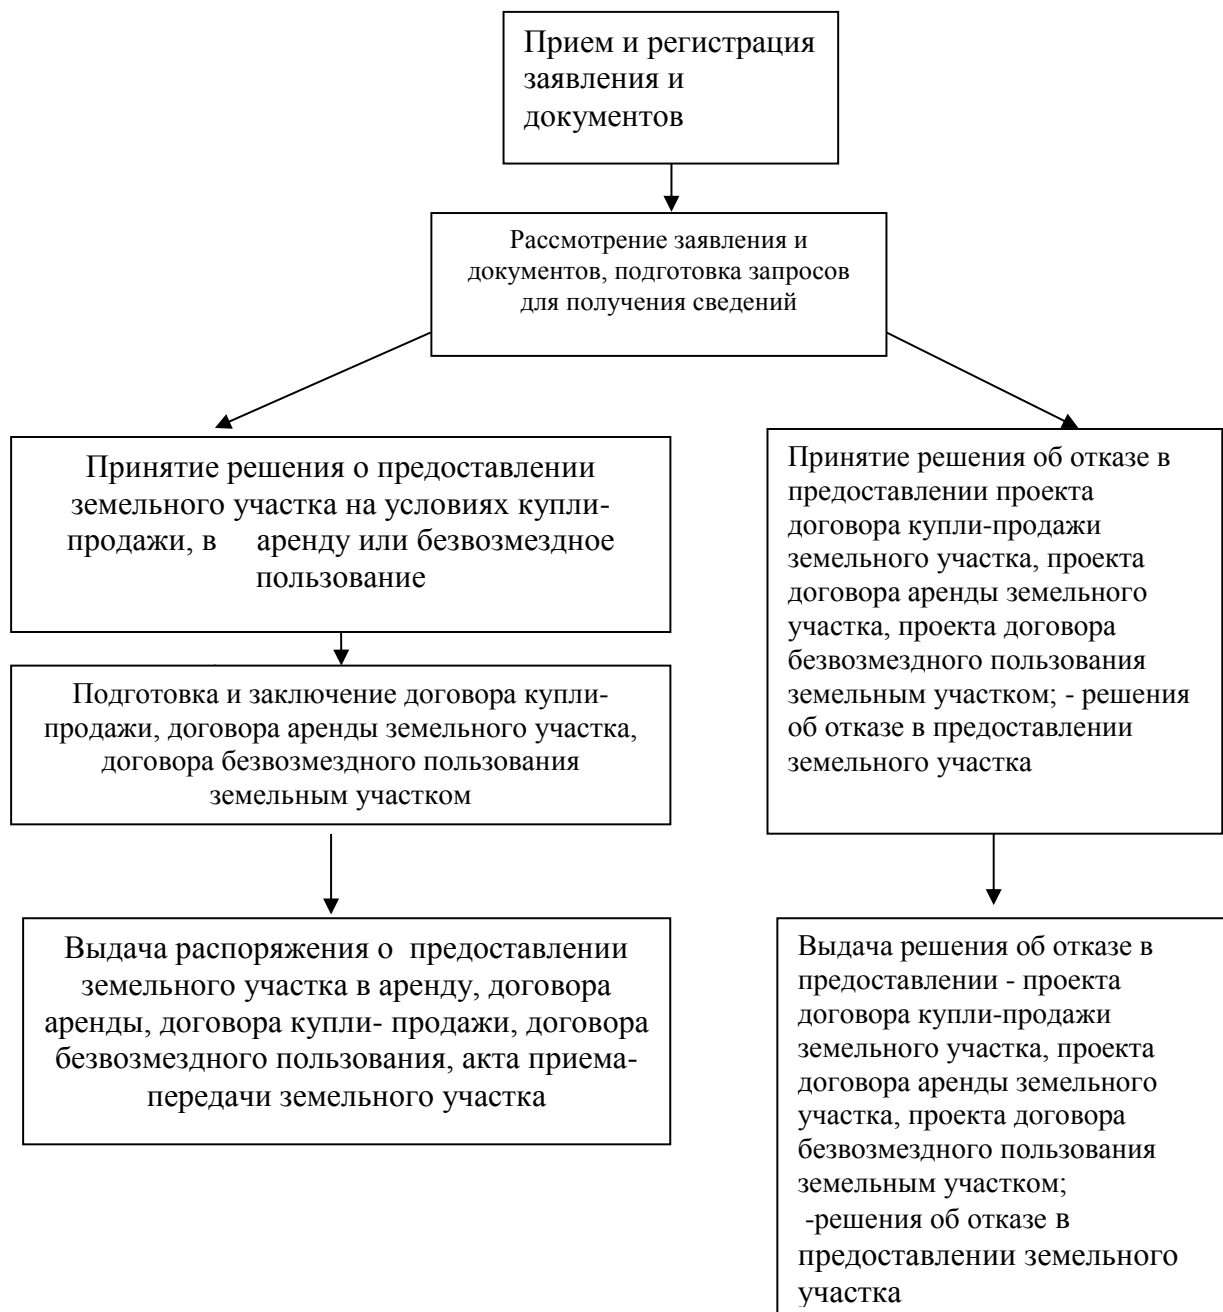 Прием и регистрация
заявления и
документов
Рассмотрение заявления и
документов, подготовка запросов
для получения сведений
Принятие решения о предоставлении
земельного участка на условиях купли-
продажи, в аренду или безвозмездное
пользование
Подготовка и заключение договора купли-
продажи, договора аренды земельного участка,
договора безвозмездного пользования
земельным участком
Выдача распоряжения о предоставлении
земельного участка в аренду, договора
аренды, договора купли- продажи, договора
безвозмездного пользования, акта приема-
передачи земельного участка
Принятие решения об отказе в
предоставлении проекта
договора купли-продажи
земельного участка, проекта
договора аренды земельного
участка, проекта договора
безвозмездного пользования
земельным участком; - решения
об отказе в предоставлении
земельного участка
Выдача решения об отказе в
предоставлении - проекта
договора купли-продажи
земельного участка, проекта
договора аренды земельного
участка, проекта договора
безвозмездного пользования
земельным участком;
-решения об отказе в
предоставлении земельного
участка